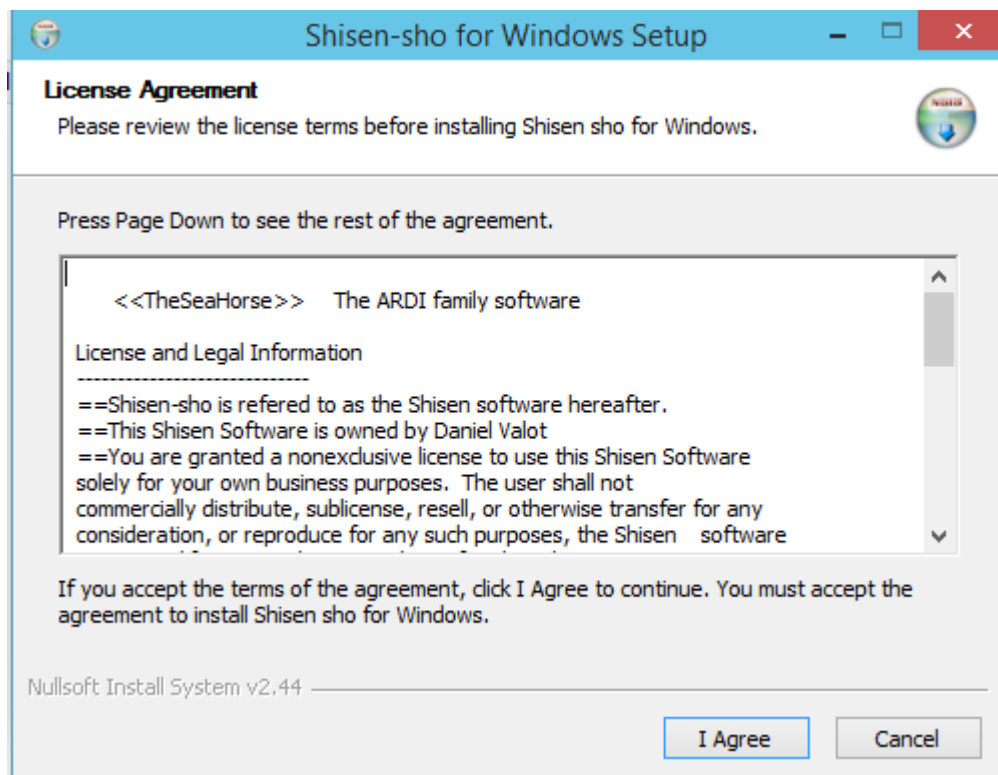 Shisen-sho for Windows Setup
License Agreement
Please review the license terms before installing Shisen sho for Windows.
Press Page Down to see the rest of the agreement.
<<TheSeaHorse>> The ARDI family software
License and Legal Information
-----------------------------
==Shisen-sho is refered to as the Shisen software hereafter.
==This Shisen Software is owned by Daniel Valot
==You are granted a nonexclusive license to use this Shisen Software
solely for your own business purposes. The user shall not
commercially distribute, sublicense, resell, or otherwise transfer for any
consideration, or reproduce for any such purposes, the Shisen software
If you accept the terms of the agreement, click I Agree to continue. You must accept the
agreement to install Shisen sho for Windows.
Nullsoft Install System v2.44
I Agree
Cancel